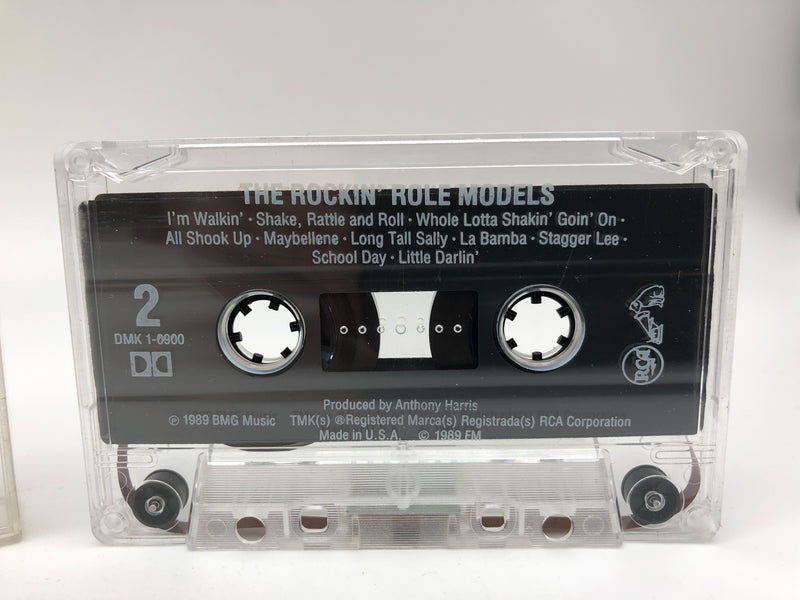 THE ROCKIN' ROLE MODELS
I'm Walkin' · Shake, Rattle and Roll · Whole Lotta Shakin' Goin' On ·
All Shook Up · Maybellene · Long Tall Sally · La Bamba · Stagger Lee ·
School Day · Little Darlin'
2
DMK 1-0900
RCA
Produced by Anthony Harris
℗ 1989 BMG Music TMK(s) ®Registered Marca(s) Registrada(s) RCA Corporation
Made in U.S.A. © 1989 FM